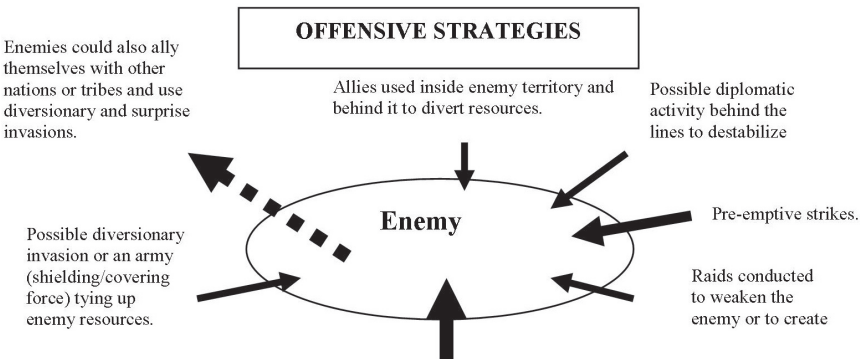 OFFENSIVE STRATEGIES
Enemies could also ally
themselves with other
nations or tribes and use
diversionary and surprise
invasions.
Allies used inside enemy territory and
behind it to divert resources.
Possible diplomatic
activity behind the
lines to destabilize
Enemy
Pre-emptive strikes.
Possible diversionary
invasion or an army
(shielding/covering
force) tying up
enemy resources.
Raids conducted
to weaken the
enemy or to create